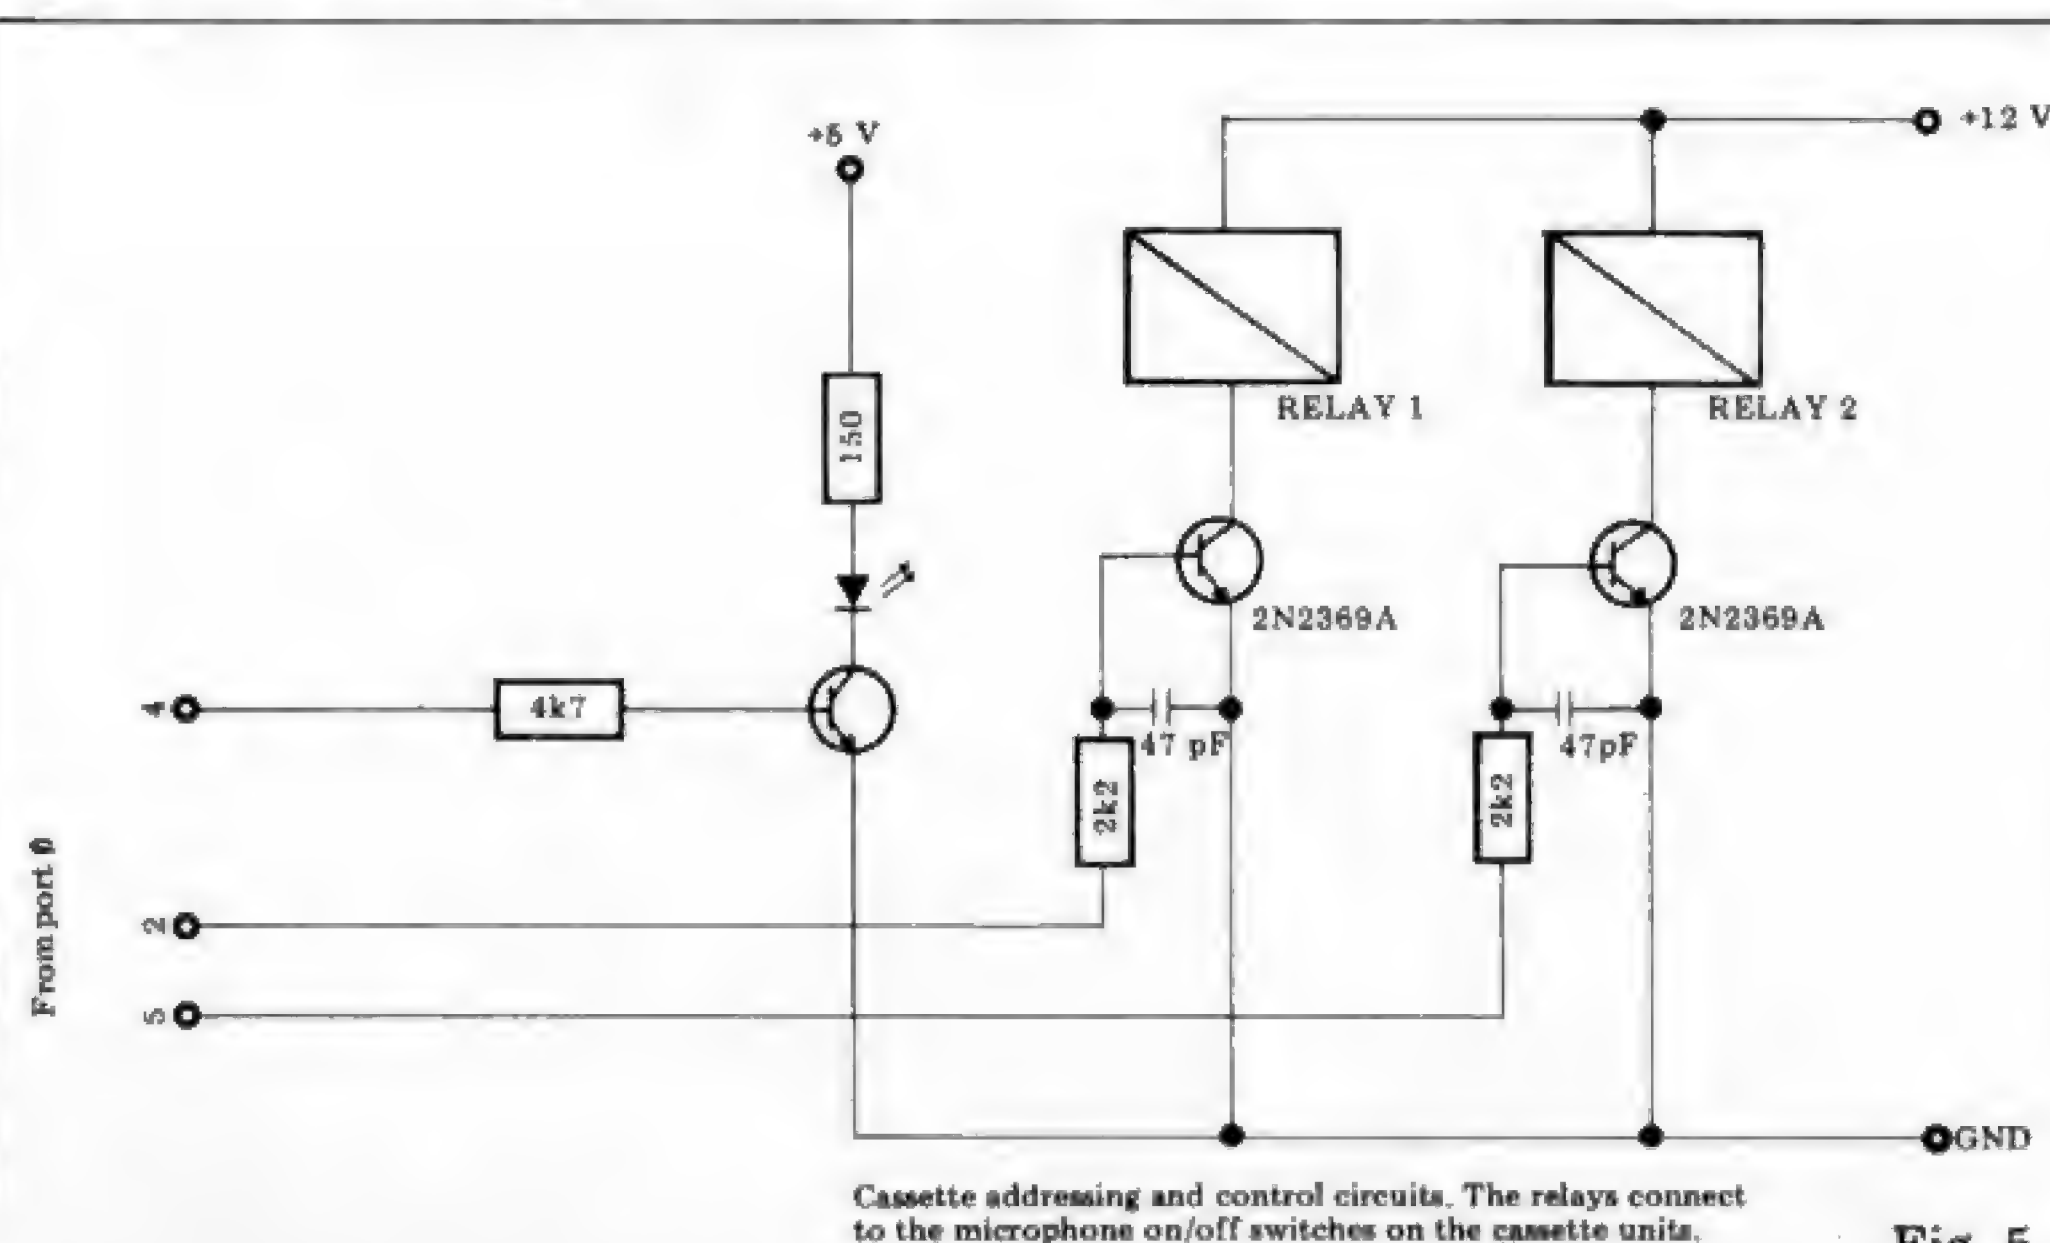 +5 V
+12 V
150
RELAY 1
RELAY 2
2N2369A
2N2369A
4
4k7
47 pF
47pF
2k2
2k2
From port 0
2
5
GND
Cassette addressing and control circuits. The relays connect
to the microphone on/off switches on the cassette units.
Fig. 5